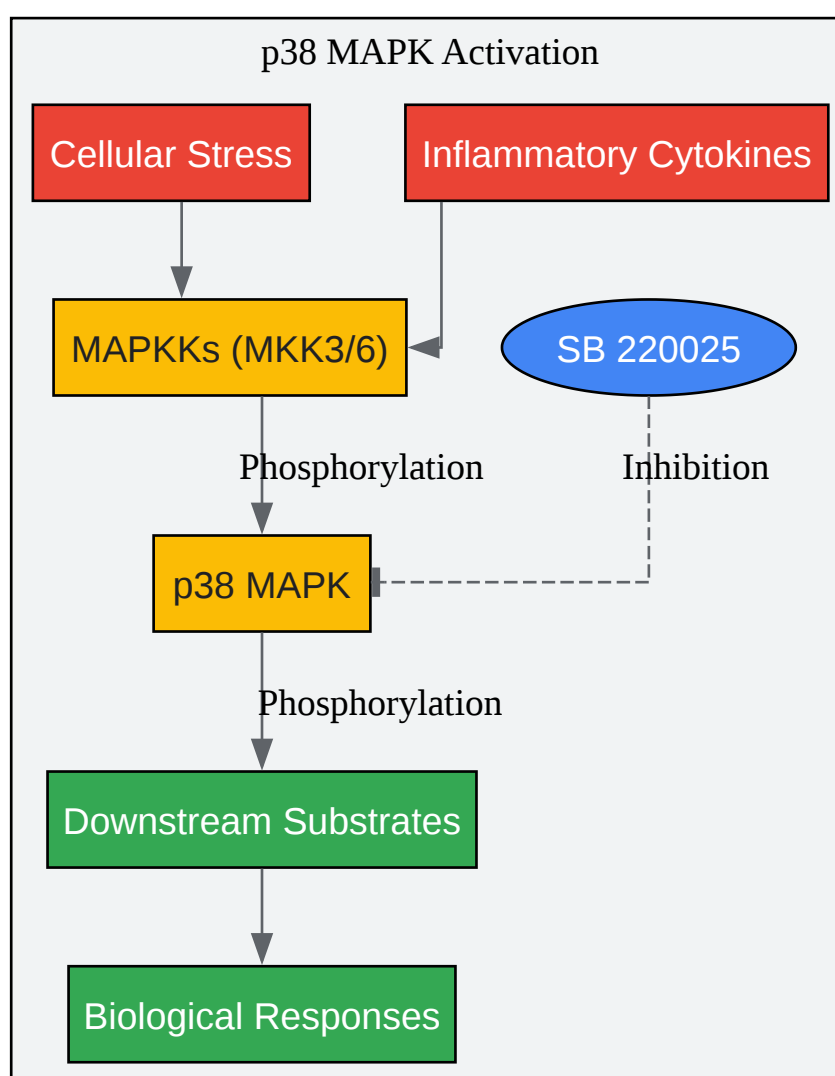 p38 MAPK Activation
Cellular Stress
Inflammatory Cytokines
MAPKKs (MKK3/6)
SB 220025
Phosphorylation
Inhibition
p38 MAPK
Phosphorylation
Downstream Substrates
Biological Responses